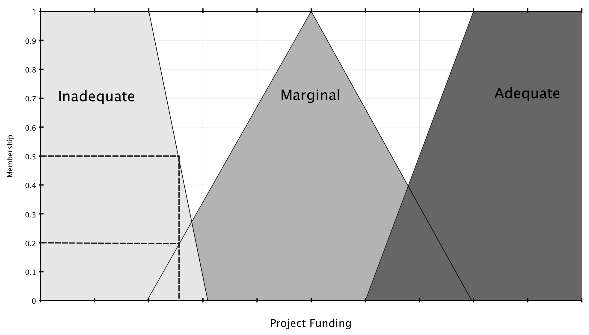 1
0.9
0.8
0.7
0.6
0.5
0.4
0.3
0.2
0.1
0
Membership
Inadequate
Marginal
Adequate
Project Funding